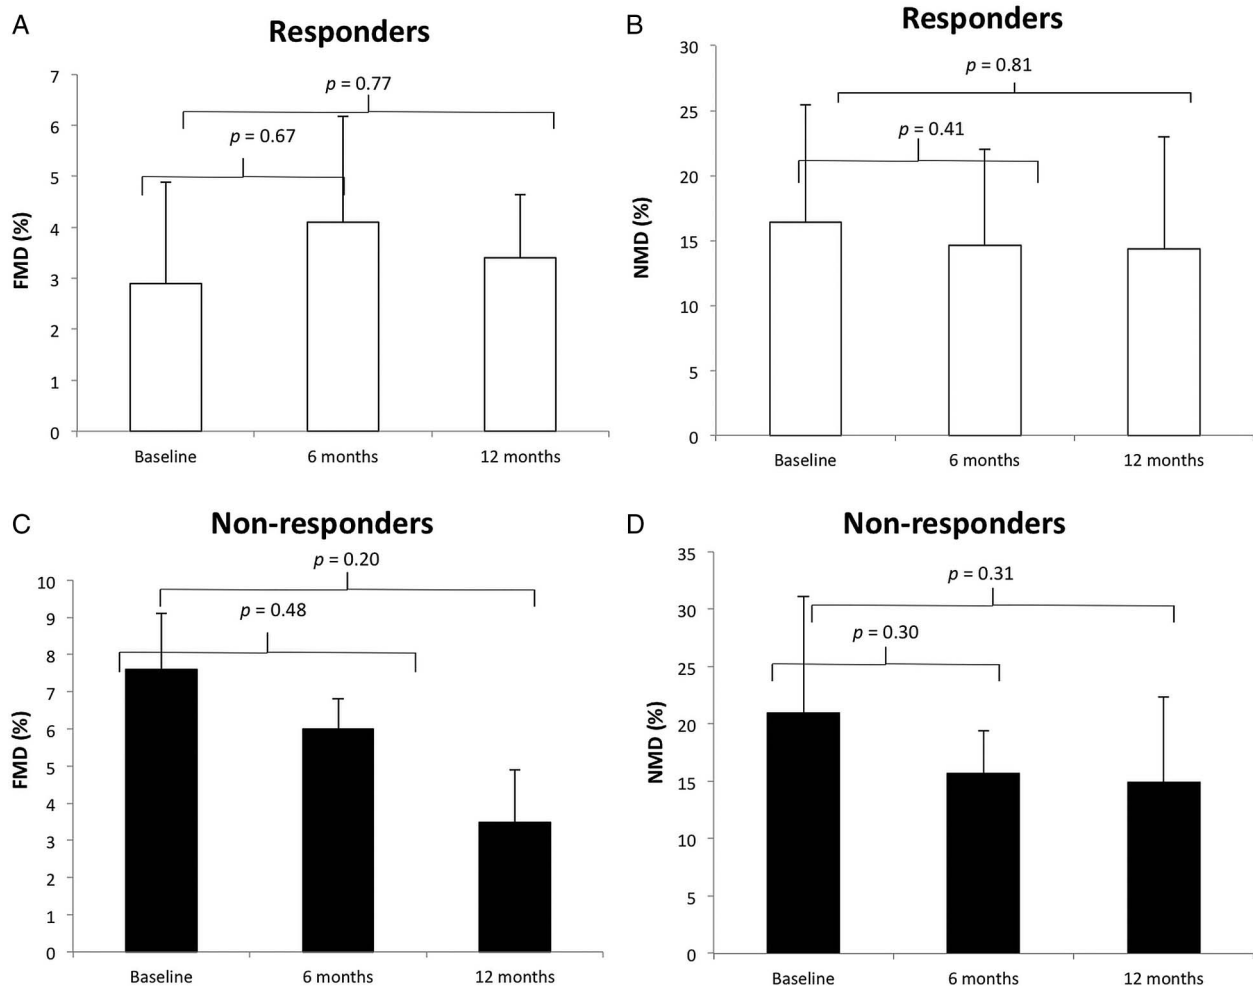 A
Responders
p = 0.77
p = 0.67
FMD (%)
7
6
5
4
3
2
1
0
Baseline 6 months 12 months
B
Responders
p = 0.81
p = 0.41
NMD (%)
30
25
20
15
10
5
0
Baseline 6 months 12 months
C
Non-responders
p = 0.20
p = 0.48
FMD (%)
10
9
8
7
6
5
4
3
2
1
0
Baseline 6 months 12 months
D
Non-responders
p = 0.31
p = 0.30
NMD (%)
35
30
25
20
15
10
5
0
Baseline 6 months 12 months